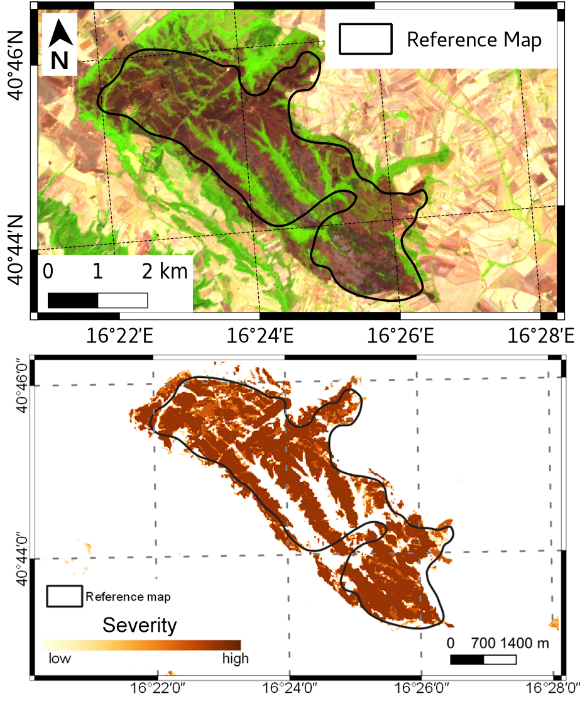 N
Reference Map
40°46'N
40°44'N
0 1 2 km
16°22'E 16°24'E 16°26'E 16°28'E
40°46'0"
40°44'0"
Reference map
Severity
low high
0 700 1400 m
16°22'0" 16°24'0" 16°26'0" 16°28'0"